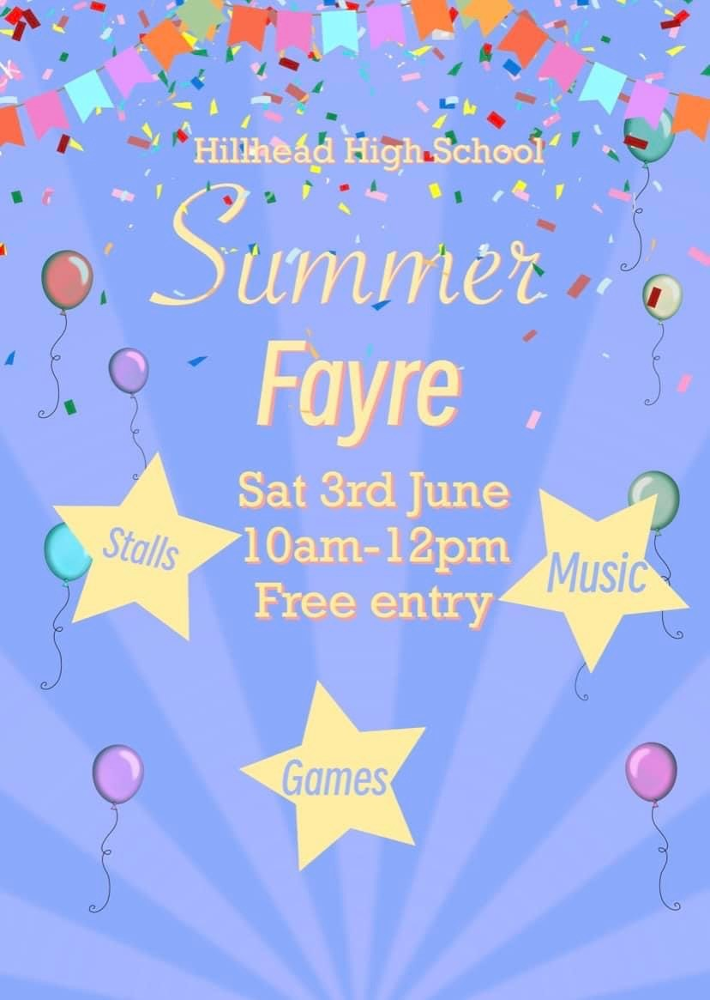 Hillhead High School
Summer
Fayre
Sat 3rd June
10am-12pm
Free entry
Stalls
Music
Games